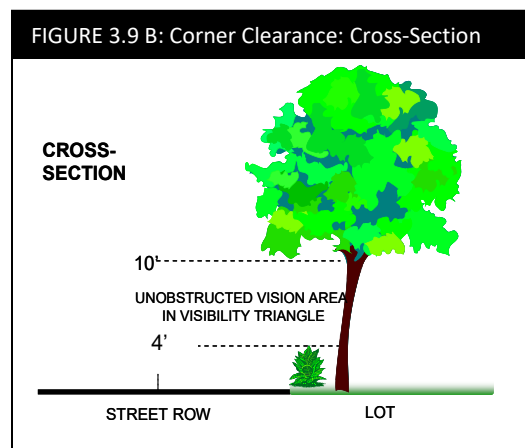 FIGURE 3.9 B: Corner Clearance: Cross-Section
CROSS-
SECTION
10'
UNOBSTRUCTED VISION AREA
IN VISIBILITY TRIANGLE
4'
STREET ROW
LOT